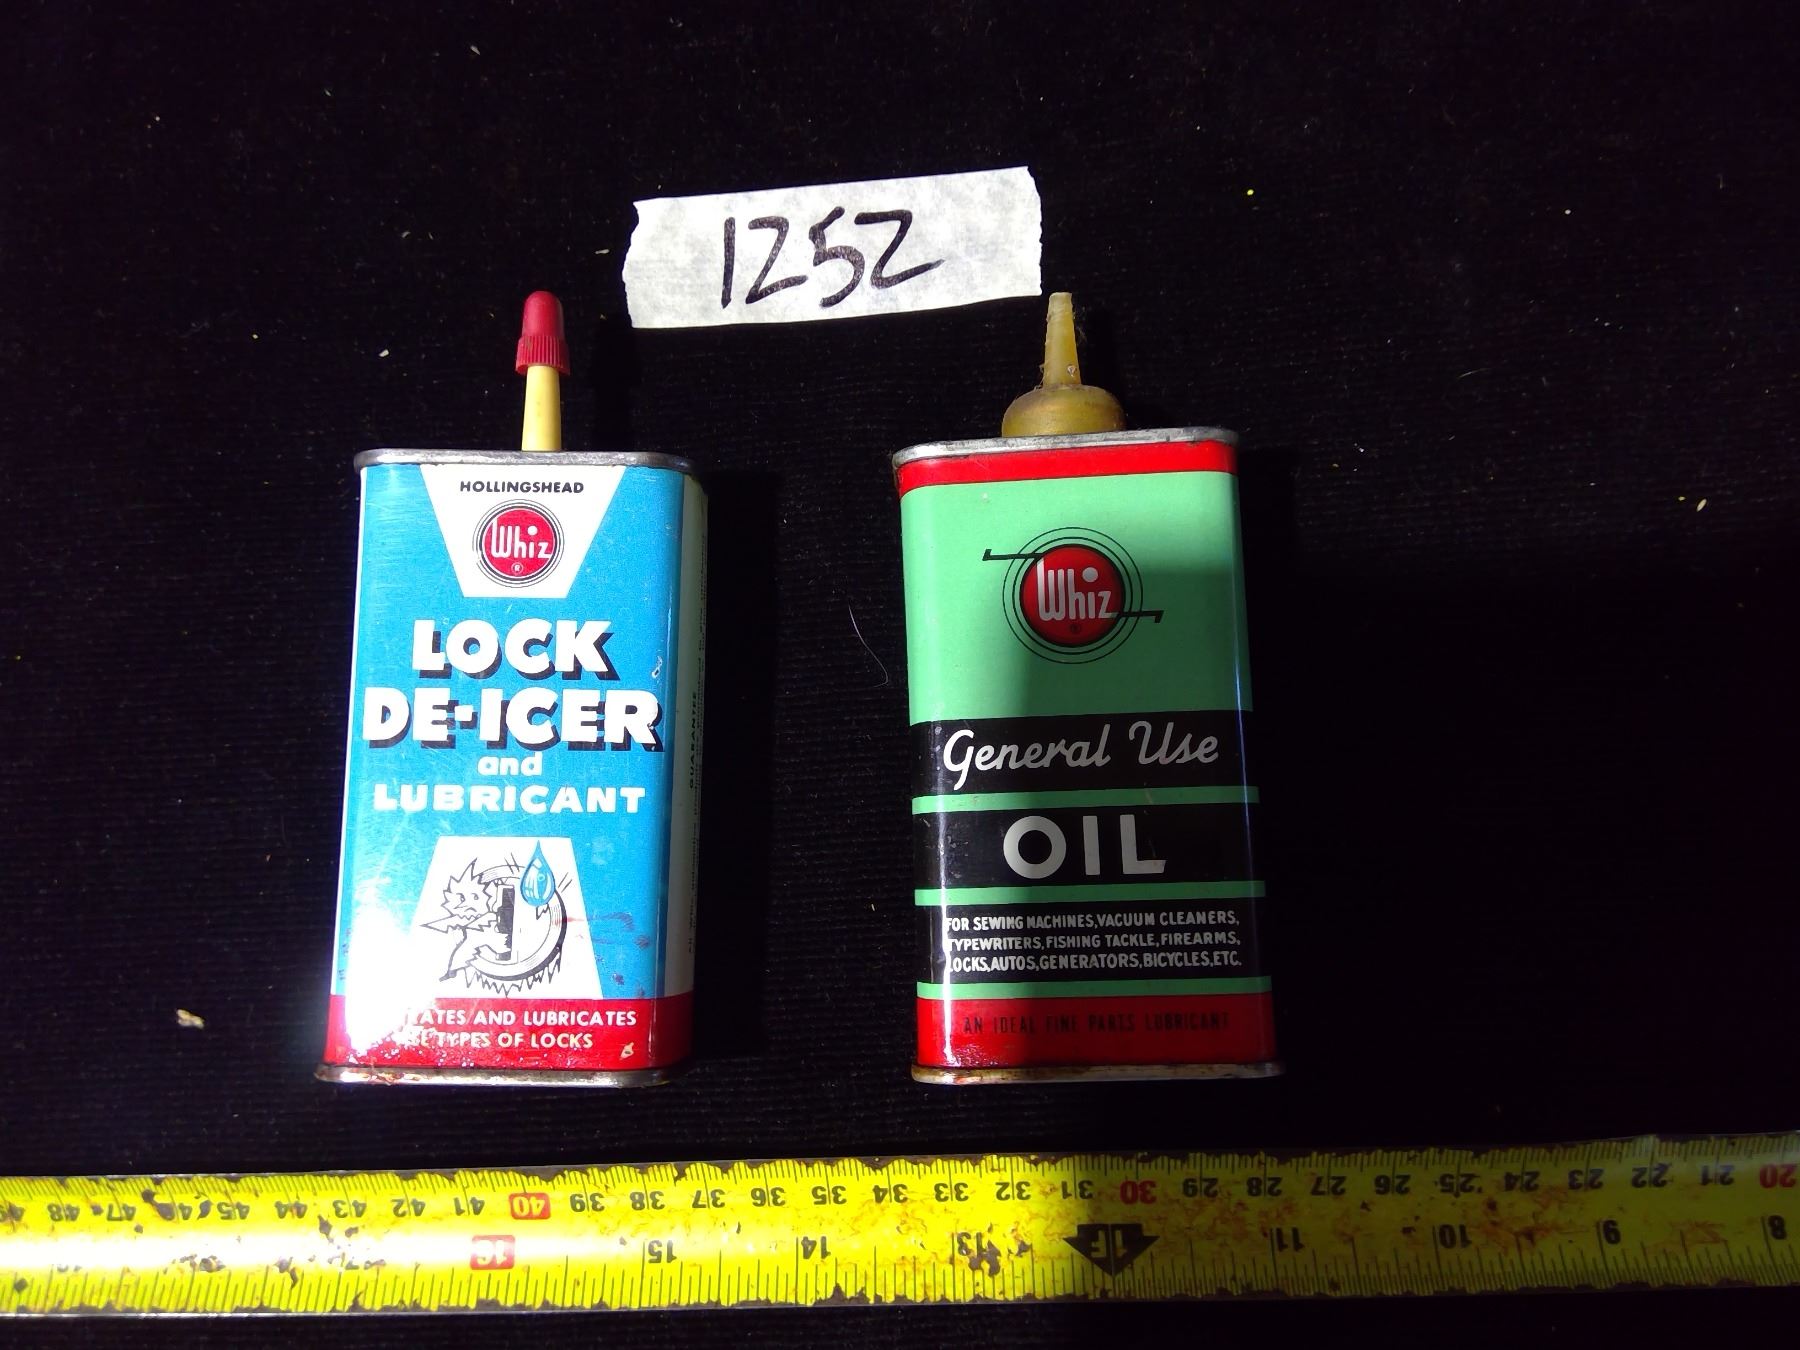 1252
HOLLINGSHEAD
Whiz
®
LOCK
DE-ICER
and
LUBRICANT
AND LUBRICATES
TYPES OF LOCKS
GUARANTEE
Whiz
®
General Use
OIL
FOR SEWING MACHINES, VACUUM CLEANERS,
TYPEWRITERS, FISHING TACKLE, FIREARMS,
LOCKS, AUTOS, GENERATORS, BICYCLES, ETC.
AN IDEAL FINE PARTS LUBRICANT
48 47 46 45 44 43 42 41 40 39 38 37 36 35 34 33 32 31 30 29 28 27 26 25 24 23 22 21 20
16 15 14 13 1F 11 10 9 8